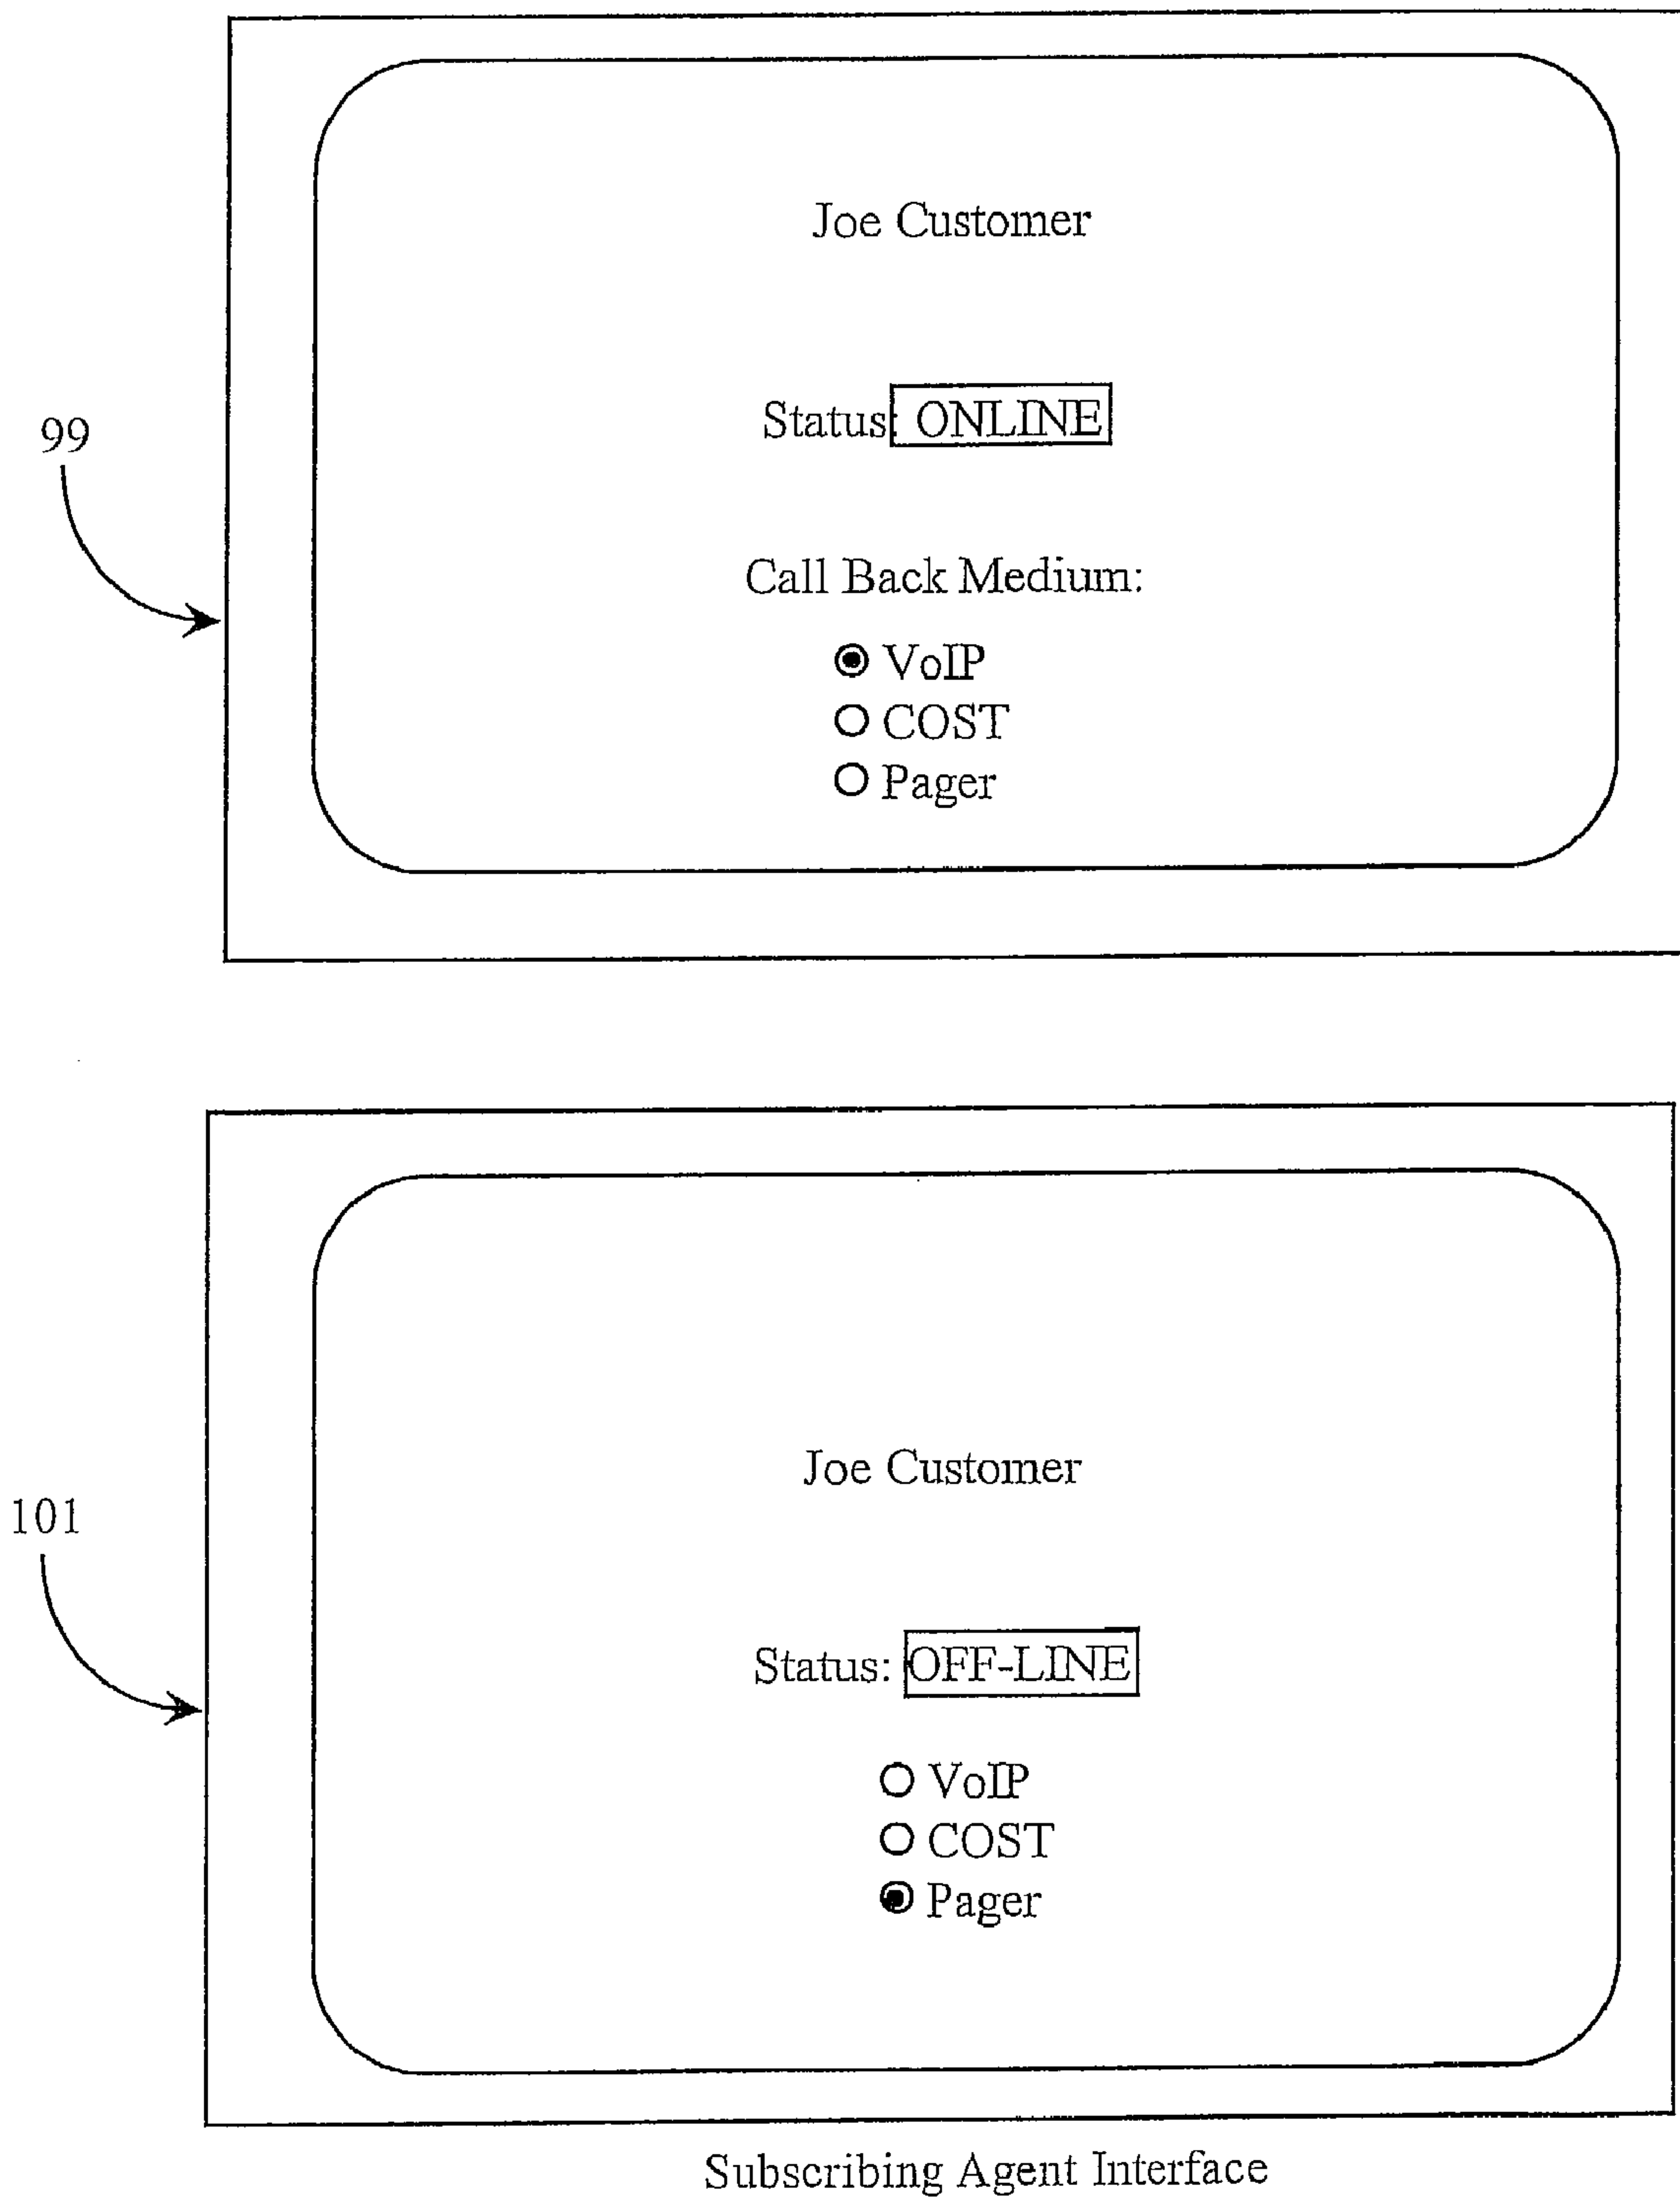 Joe Customer
99
Status: ONLINE
Call Back Medium:
VoIP
COST
Pager
Joe Customer
101
Status: OFF-LINE
VoIP
COST
Pager
Subscribing Agent Interface